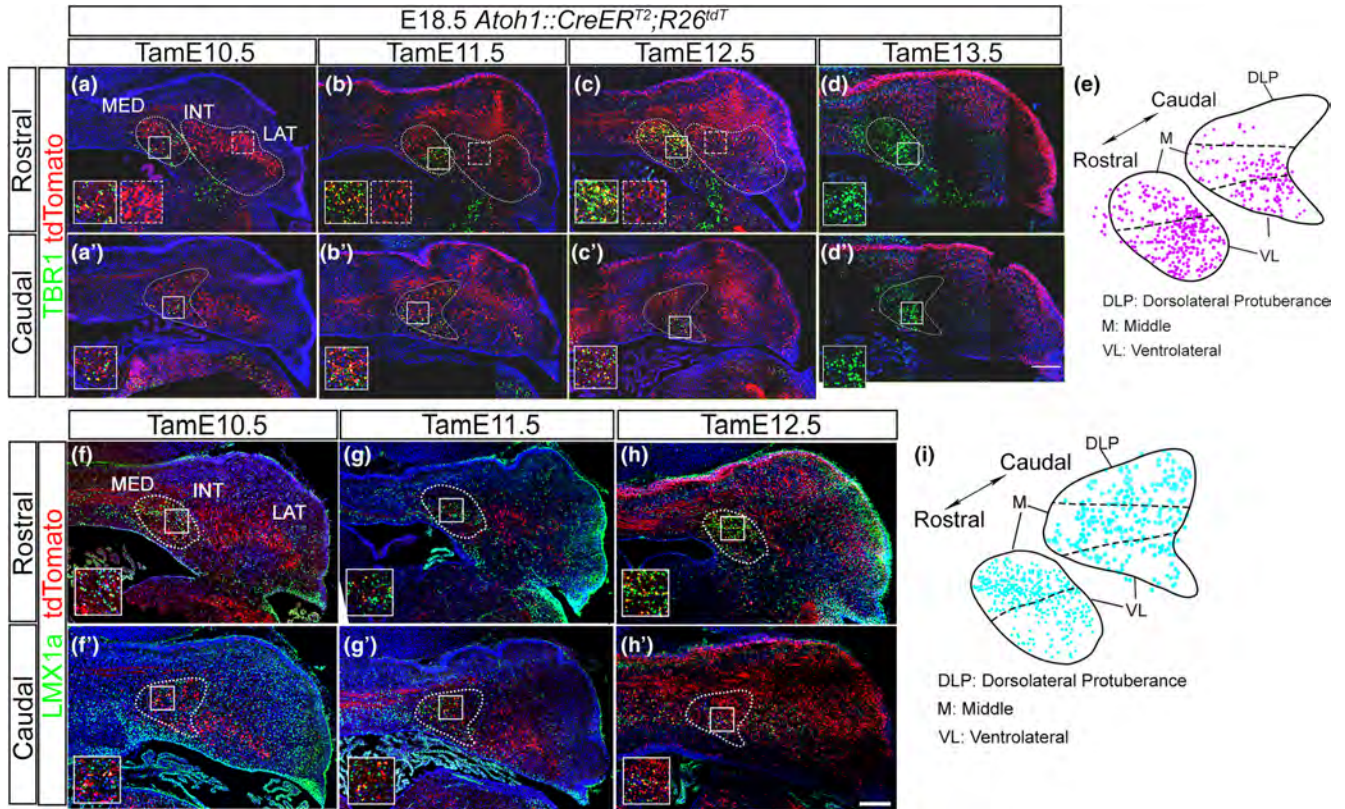 E18.5 Atoh1::CreER^T2;R26^tdT
TamE10.5 TamE11.5 TamE12.5 TamE13.5
Rostral
Caudal
TBR1 tdTomato
(a) MED INT LAT
(b)
(c)
(d)
(a')
(b')
(c')
(d')
(e)
DLP
Caudal
Rostral
M
VL
DLP: Dorsolateral Protuberance
M: Middle
VL: Ventrolateral
TamE10.5 TamE11.5 TamE12.5
Rostral
Caudal
LMX1a tdTomato
(f) MED INT LAT
(g)
(h)
(f')
(g')
(h')
(i)
DLP
Caudal
Rostral
M
VL
DLP: Dorsolateral Protuberance
M: Middle
VL: Ventrolateral